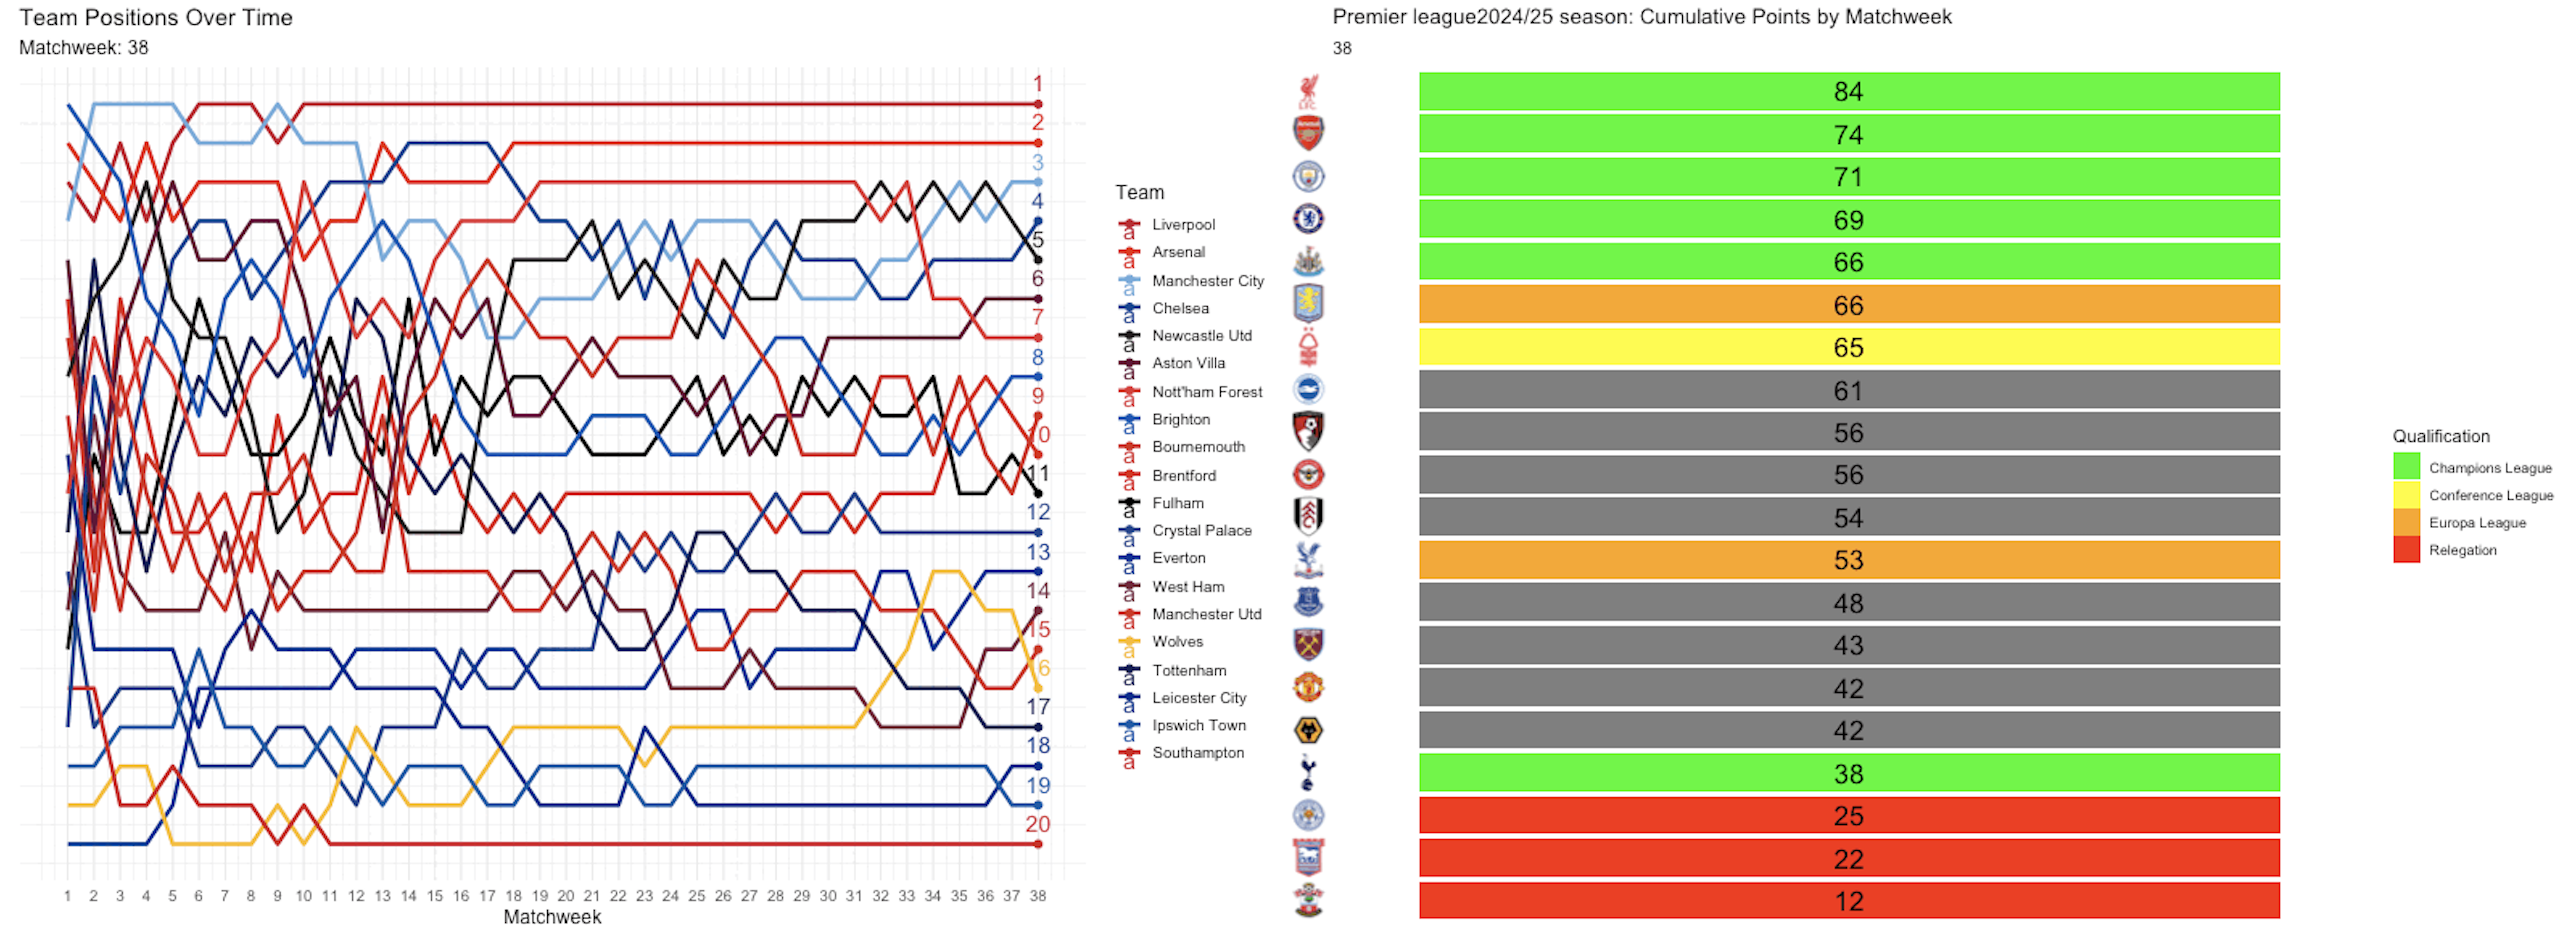 Team Positions Over Time
Matchweek: 38
1
2
3
4
5
6
7
8
9
10
11
12
13
14
15
16
17
18
19
20
1 2 3 4 5 6 7 8 9 10 11 12 13 14 15 16 17 18 19 20 21 22 23 24 25 26 27 28 29 30 31 32 33 34 35 36 37 38
Matchweek
Team
a Liverpool
a Arsenal
a Manchester City
a Chelsea
a Newcastle Utd
a Aston Villa
a Nott'ham Forest
a Brighton
a Bournemouth
a Brentford
a Fulham
a Crystal Palace
a Everton
a West Ham
a Manchester Utd
a Wolves
a Tottenham
a Leicester City
a Ipswich Town
a Southampton
Premier league2024/25 season: Cumulative Points by Matchweek
38
84
74
71
69
66
66
65
61
56
56
54
53
48
43
42
42
38
25
22
12
Qualification
Champions League
Conference League
Europa League
Relegation